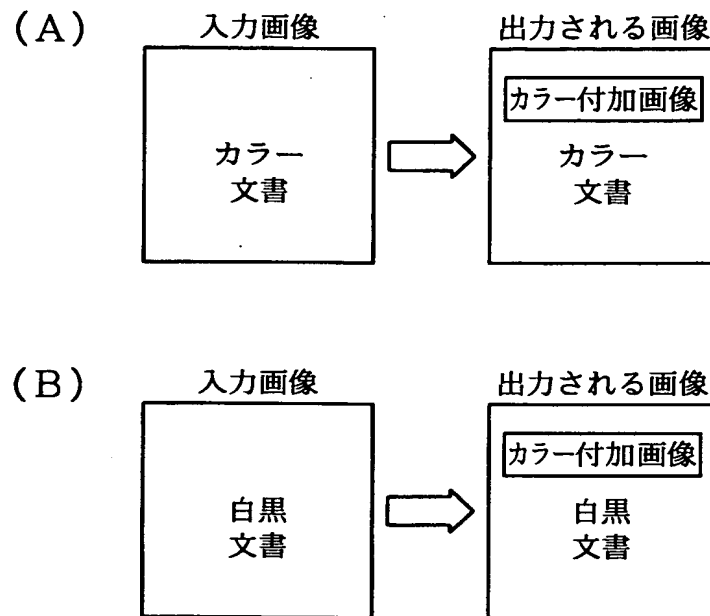 (A)
入力画像
出力される画像
カラー
文書
カラー付加画像
カラー
文書
(B)
入力画像
出力される画像
白黒
文書
カラー付加画像
白黒
文書